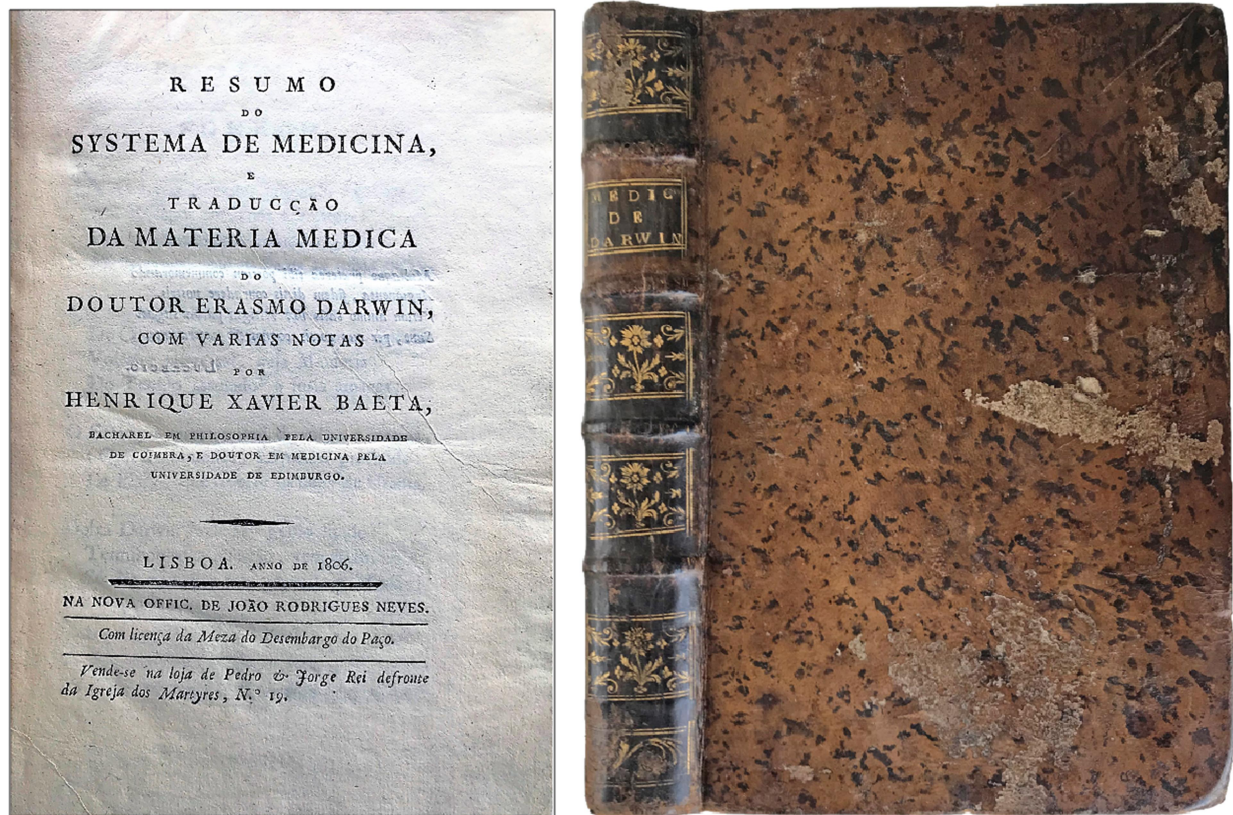 RESUMO
DO
SYSTEMA DE MEDICINA,
E
TRADUCÇÃO
DA MATERIA MEDICA
DO
DOUTOR ERASMO DARWIN,
COM VARIAS NOTAS
POR
HENRIQUE XAVIER BAETA,
BACHAREL EM PHILOSOPHIA PELA UNIVERSIDADE
DE COIMBRA, E DOUTOR EM MEDICINA PELA
UNIVERSIDADE DE EDIMBURGO.
LISBOA. ANNO DE 1806.
NA NOVA OFFIC. DE JOÃO RODRIGUES NEVES.
Com licença da Meza do Desembargo do Paço.
Vende-se na loja de Pedro & Jorge Rei defronte
da Igreja dos Martyres, N.º 19.
MEDIC
DE
DARWIN